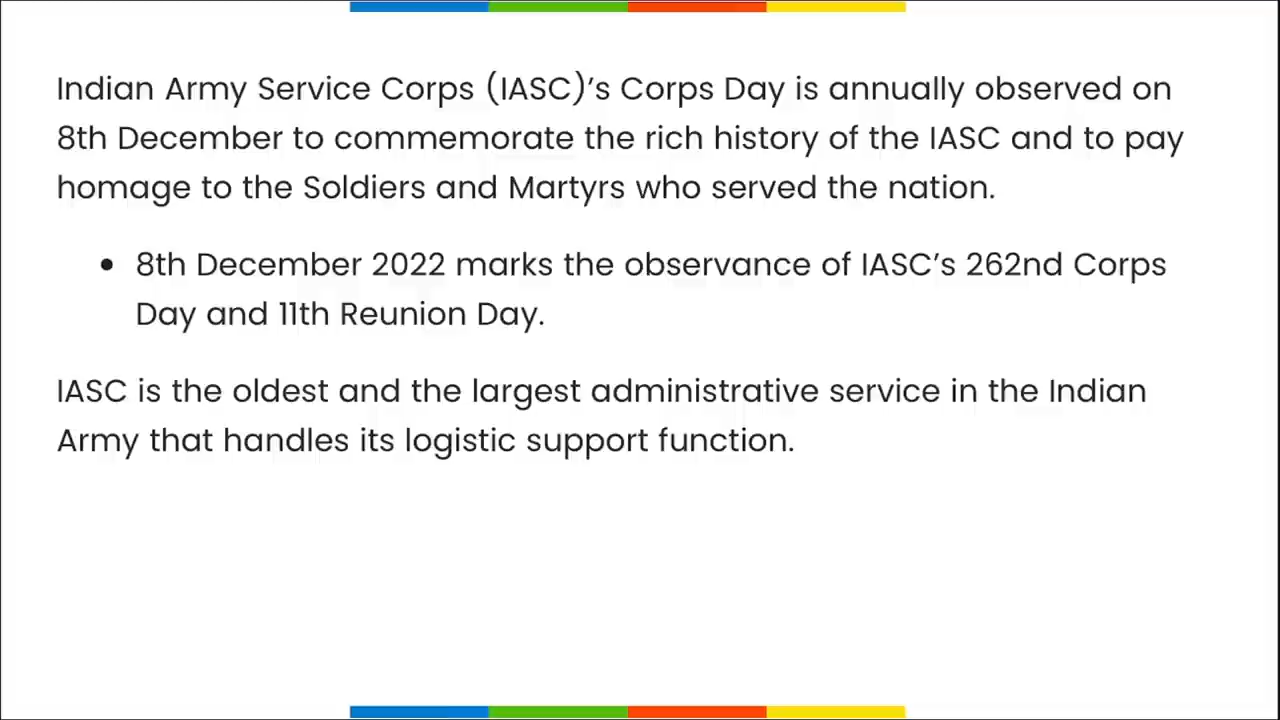 Indian Army Service Corps (IASC)’s Corps Day is annually observed on
8th December to commemorate the rich history of the IASC and to pay
homage to the Soldiers and Martyrs who served the nation.
• 8th December 2022 marks the observance of IASC’s 262nd Corps
Day and 11th Reunion Day.
IASC is the oldest and the largest administrative service in the Indian
Army that handles its logistic support function.